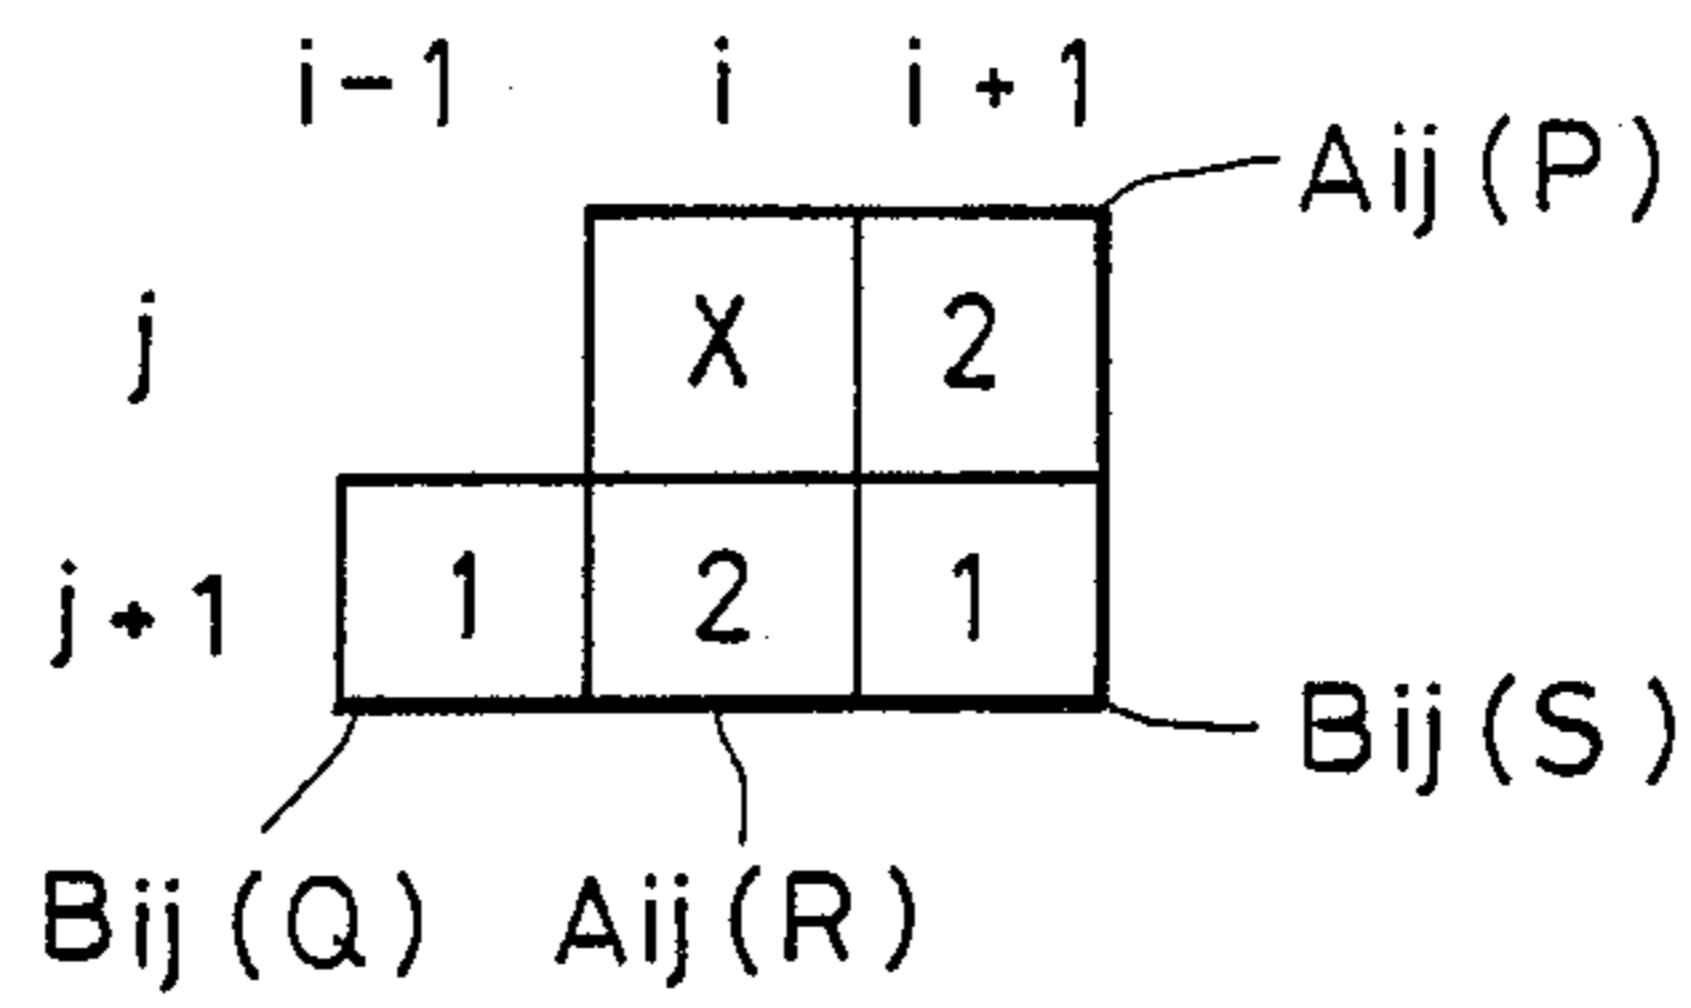 i-1 i i+1
Aij(P)
j X 2
j+1 1 2 1
Bij(S)
Bij(Q) Aij(R)